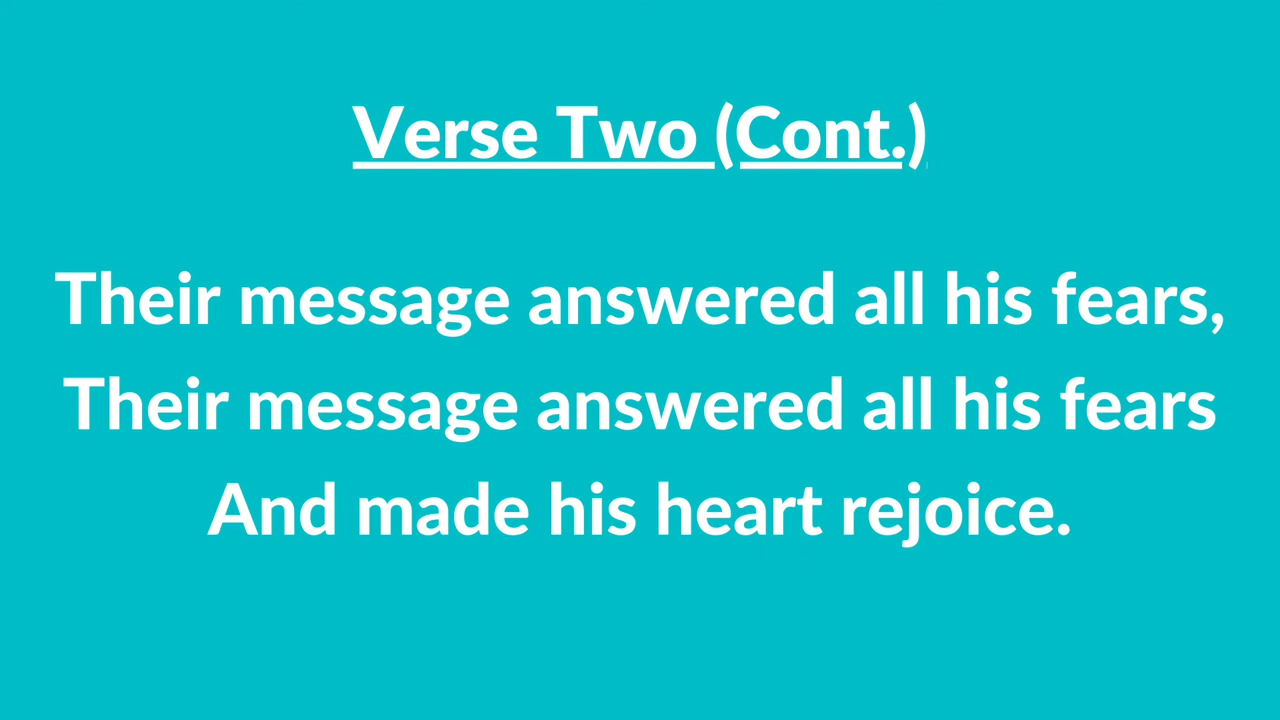 Verse Two (Cont.)
Their message answered all his fears,
Their message answered all his fears
And made his heart rejoice.